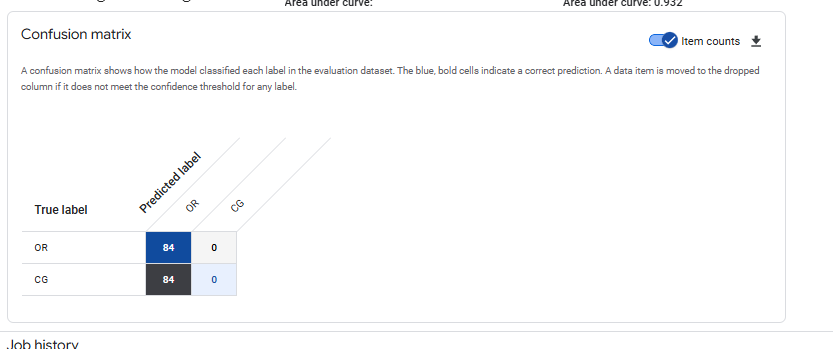 Area under curve: Area under curve: 0.932
Confusion matrix
Item counts
A confusion matrix shows how the model classified each label in the evaluation dataset. The blue, bold cells indicate a correct prediction. A data item is moved to the dropped
column if it does not meet the confidence threshold for any label.
Predicted label
OR
CG
True label
OR 84 0
CG 84 0
Job history